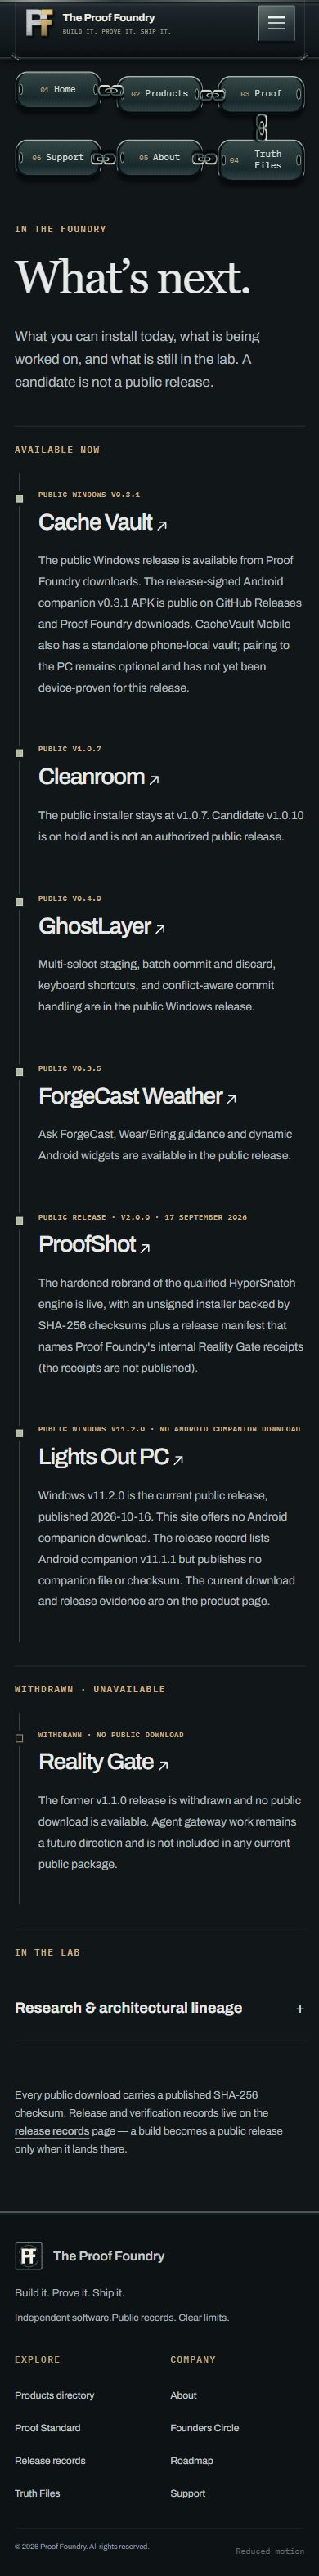 The Proof Foundry
BUILD IT. PROVE IT. SHIP IT.
01 Home
02 Products
03 Proof
06 Support
05 About
04 Truth Files
IN THE FOUNDRY
What’s next.
What you can install today, what is being
worked on, and what is still in the lab. A
candidate is not a public release.
AVAILABLE NOW
PUBLIC WINDOWS V0.3.1
Cache Vault ↗
The public Windows release is available from Proof
Foundry downloads. The release-signed Android
companion v0.3.1 APK is public on GitHub Releases
and Proof Foundry downloads. CacheVault Mobile
also has a standalone phone-local vault; pairing to
the PC remains optional and has not yet been
device-proven for this release.
PUBLIC V1.0.7
Cleanroom ↗
The public installer stays at v1.0.7. Candidate v1.0.10
is on hold and is not an authorized public release.
PUBLIC V0.4.0
GhostLayer ↗
Multi-select staging, batch commit and discard,
keyboard shortcuts, and conflict-aware commit
handling are in the public Windows release.
PUBLIC V0.3.5
ForgeCast Weather ↗
Ask ForgeCast, Wear/Bring guidance and dynamic
Android widgets are available in the public release.
PUBLIC RELEASE · V2.0.0 · 17 SEPTEMBER 2026
ProofShot ↗
The hardened rebrand of the qualified HyperSnatch
engine is live, with an unsigned installer backed by
SHA-256 checksums plus a release manifest that
names Proof Foundry's internal Reality Gate receipts
(the receipts are not published).
PUBLIC WINDOWS V11.2.0 · NO ANDROID COMPANION DOWNLOAD
Lights Out PC ↗
Windows v11.2.0 is the current public release,
published 2026-10-16. This site offers no Android
companion download. The release record lists
Android companion v11.1.1 but publishes no
companion file or checksum. The current download
and release evidence are on the product page.
WITHDRAWN · UNAVAILABLE
WITHDRAWN · NO PUBLIC DOWNLOAD
Reality Gate ↗
The former v1.1.0 release is withdrawn and no public
download is available. Agent gateway work remains
a future direction and is not included in any current
public package.
IN THE LAB
Research & architectural lineage +
Every public download carries a published SHA-256
checksum. Release and verification records live on the
release records page — a build becomes a public release
only when it lands there.
The Proof Foundry
Build it. Prove it. Ship it.
Independent software.Public records. Clear limits.
EXPLORE
Products directory
Proof Standard
Release records
Truth Files
COMPANY
About
Founders Circle
Roadmap
Support
© 2026 Proof Foundry. All rights reserved.
Reduced motion